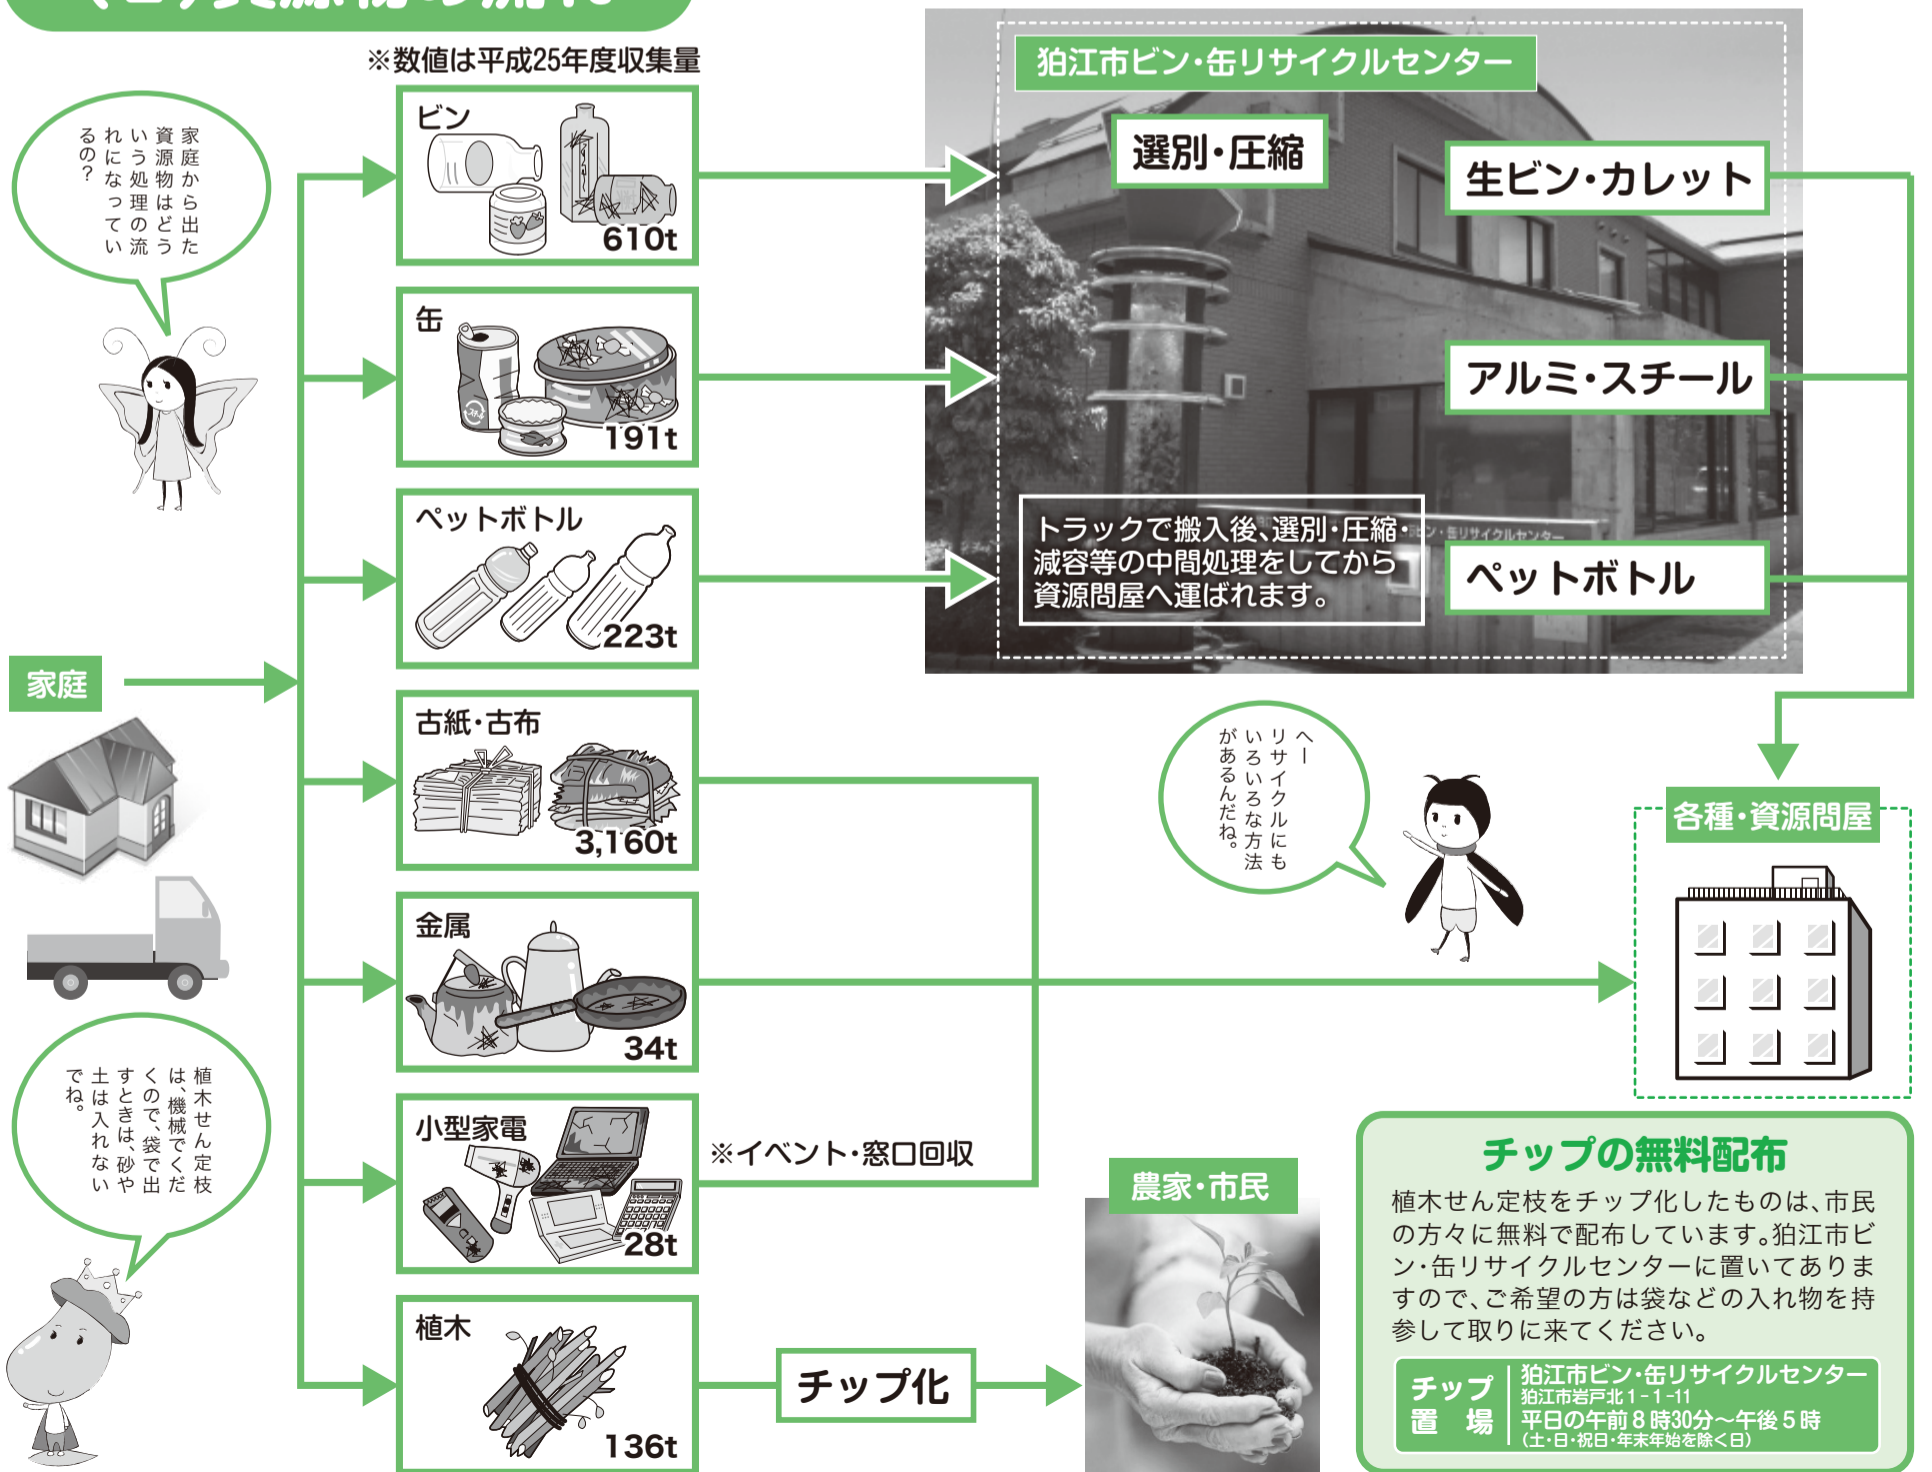 ※数値は平成25年度収集量
家庭から出た
資源物はどう
いう処理の流
れになってい
るの？
家庭
ビン
610t
缶
スチール
191t
ペットボトル
223t
古紙・古布
3,160t
金属
34t
小型家電
28t
※イベント・窓口回収
植木
136t
チップ化
農家・市民
狛江市ビン・缶リサイクルセンター
選別・圧縮
生ビン・カレット
アルミ・スチール
ペットボトル
トラックで搬入後、選別・圧縮・
減容等の中間処理をしてから
資源問屋へ運ばれます。
ビン・缶リサイクルセンター
へー
リサイクルにも
いろいろな方法
があるんだね。
各種・資源問屋
植木せん定枝
は、機械でくだ
くので、袋で出
すときは、砂や
土は入れない
でね。
チップの無料配布
植木せん定枝をチップ化したものは、市民
の方々に無料で配布しています。狛江市ビ
ン・缶リサイクルセンターに置いてありま
すので、ご希望の方は袋などの入れ物を持
参して取りに来てください。
チップ
置　場
狛江市ビン・缶リサイクルセンター
狛江市岩戸北1-1-11
平日の午前8時30分～午後5時
（土・日・祝日・年末年始を除く日）